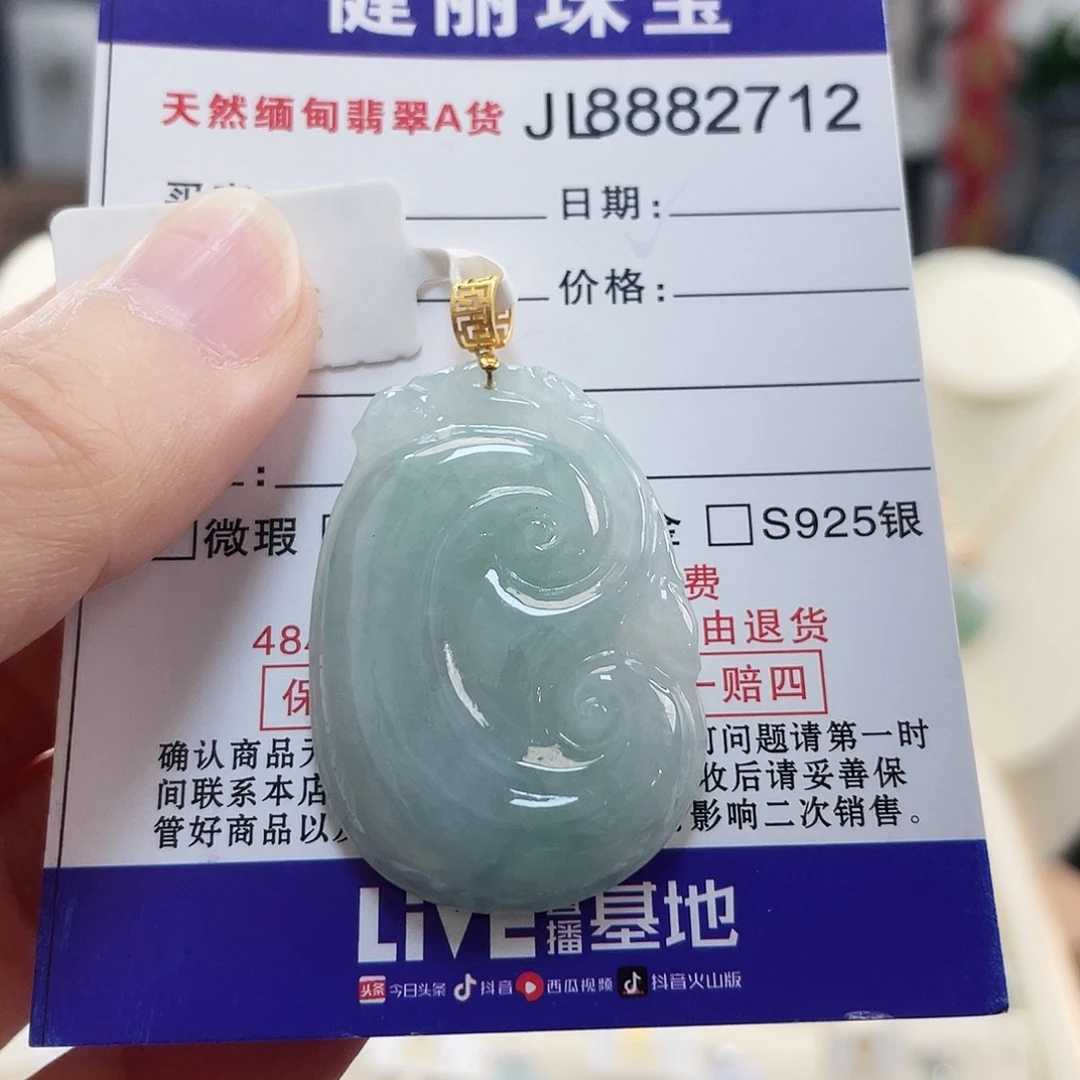 健丽珠宝
天然缅甸翡翠A货 JL8882712
日期:
价格:
:
微瑕 S925银
费
48 由退货
保 一赔四
确认商品 问题请第一时
间联系本店 收后请妥善保
管好商品以 影响二次销售。
LiVE 直播 基地
头条 今日头条 抖音 西瓜视频 抖音火山版